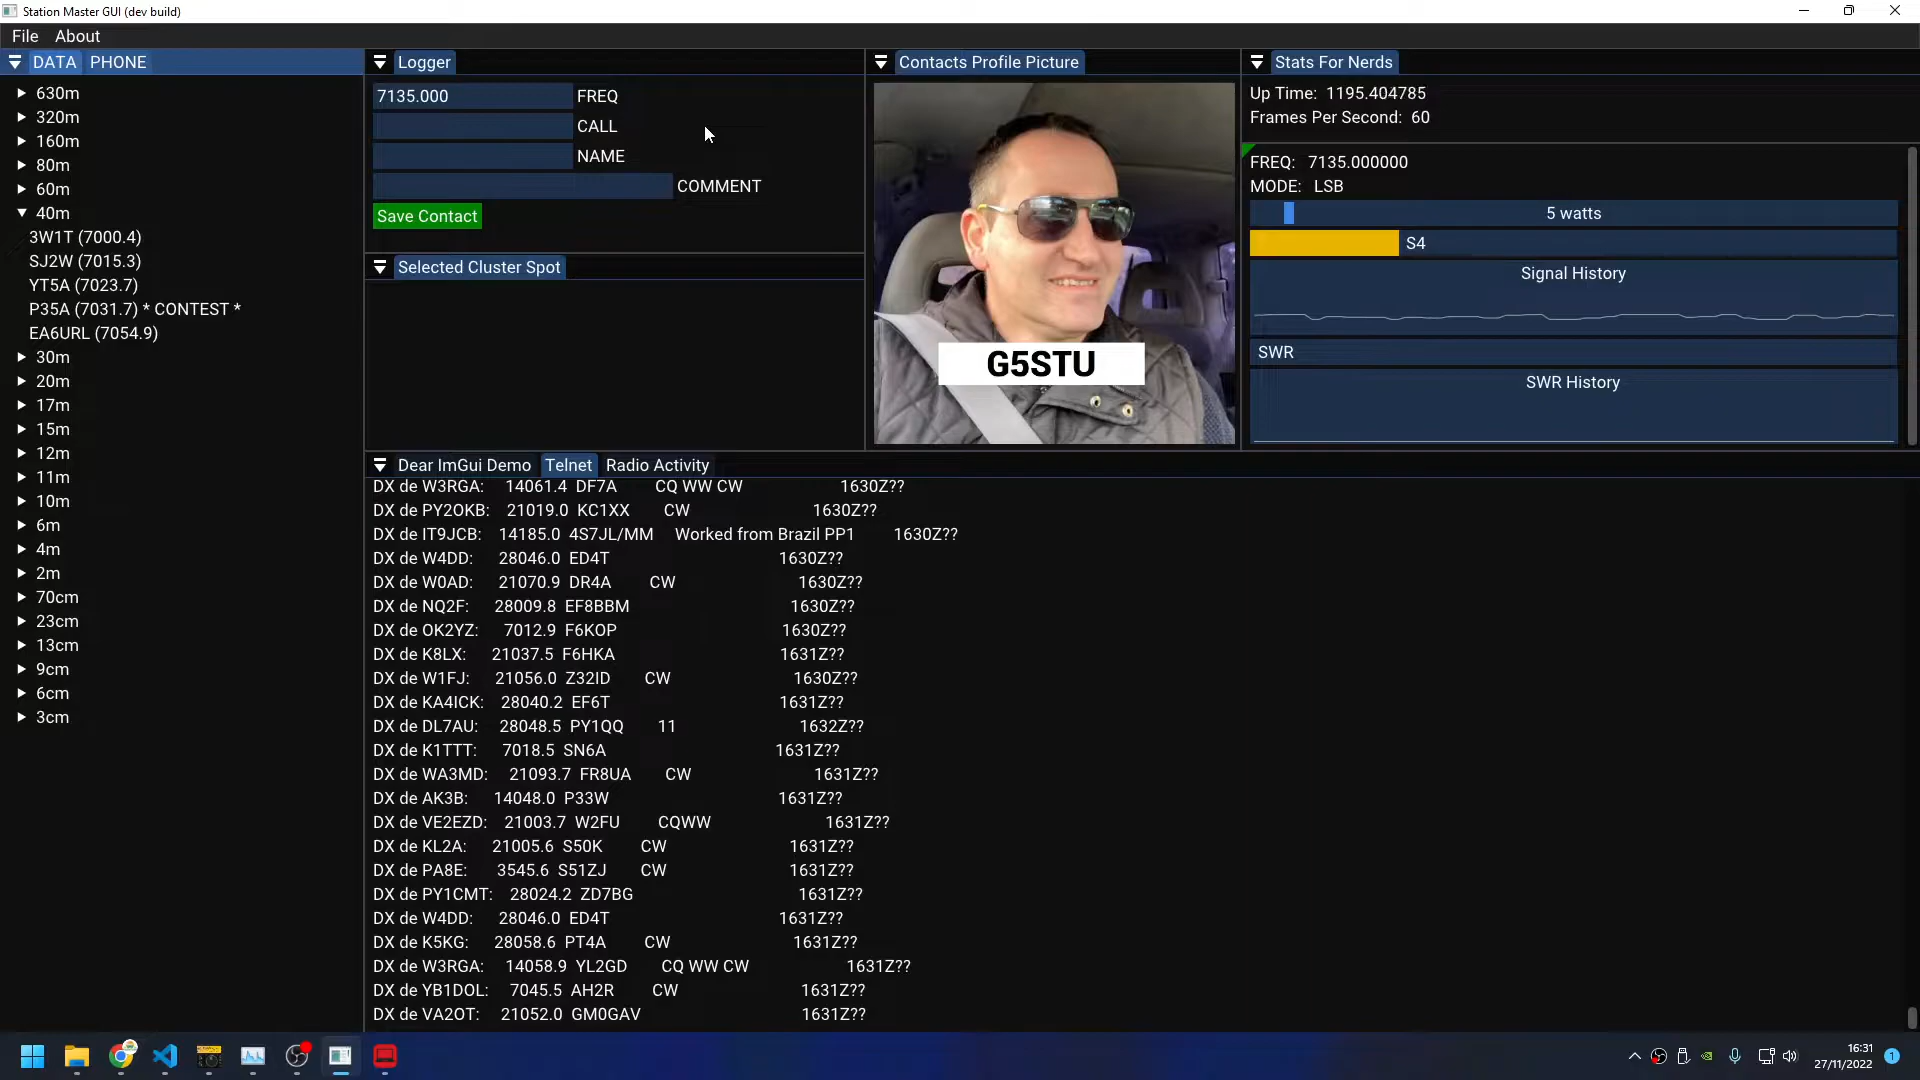 Station Master GUI (dev build)
File About
DATA PHONE
630m
320m
160m
80m
60m
40m
3W1T (7000.4)
SJ2W (7015.3)
YT5A (7023.7)
P35A (7031.7) * CONTEST *
EA6URL (7054.9)
30m
20m
17m
15m
12m
11m
10m
6m
4m
2m
70cm
23cm
13cm
9cm
6cm
3cm
Logger
7135.000 FREQ
CALL
NAME
COMMENT
Save Contact
Selected Cluster Spot
Contacts Profile Picture
G5STU
Stats For Nerds
Up Time: 1195.404785
Frames Per Second: 60
FREQ: 7135.000000
MODE: LSB
5 watts
S4
Signal History
SWR
SWR History
Dear ImGui Demo Telnet Radio Activity
DX de W3RGA: 14061.4 DF7A CQ WW CW 1630Z??
DX de PY2OKB: 21019.0 KC1XX CW 1630Z??
DX de IT9JCB: 14185.0 4S7JL/MM Worked from Brazil PP1 1630Z??
DX de W4DD: 28046.0 ED4T 1630Z??
DX de W0AD: 21070.9 DR4A CW 1630Z??
DX de NQ2F: 28009.8 EF8BBM 1630Z??
DX de OK2YZ: 7012.9 F6KOP 1630Z??
DX de K8LX: 21037.5 F6HKA 1631Z??
DX de W1FJ: 21056.0 Z32ID CW 1630Z??
DX de KA4ICK: 28040.2 EF6T 1631Z??
DX de DL7AU: 28048.5 PY1QQ 11 1632Z??
DX de K1TTT: 7018.5 SN6A 1631Z??
DX de WA3MD: 21093.7 FR8UA CW 1631Z??
DX de AK3B: 14048.0 P33W 1631Z??
DX de VE2EZD: 21003.7 W2FU CQWW 1631Z??
DX de KL2A: 21005.6 S50K CW 1631Z??
DX de PA8E: 3545.6 S51ZJ CW 1631Z??
DX de PY1CMT: 28024.2 ZD7BG 1631Z??
DX de W4DD: 28046.0 ED4T 1631Z??
DX de K5KG: 28058.6 PT4A CW 1631Z??
DX de W3RGA: 14058.9 YL2GD CQ WW CW 1631Z??
DX de YB1DOL: 7045.5 AH2R CW 1631Z??
DX de VA2OT: 21052.0 GM0GAV 1631Z??
16:31
27/11/2022
1